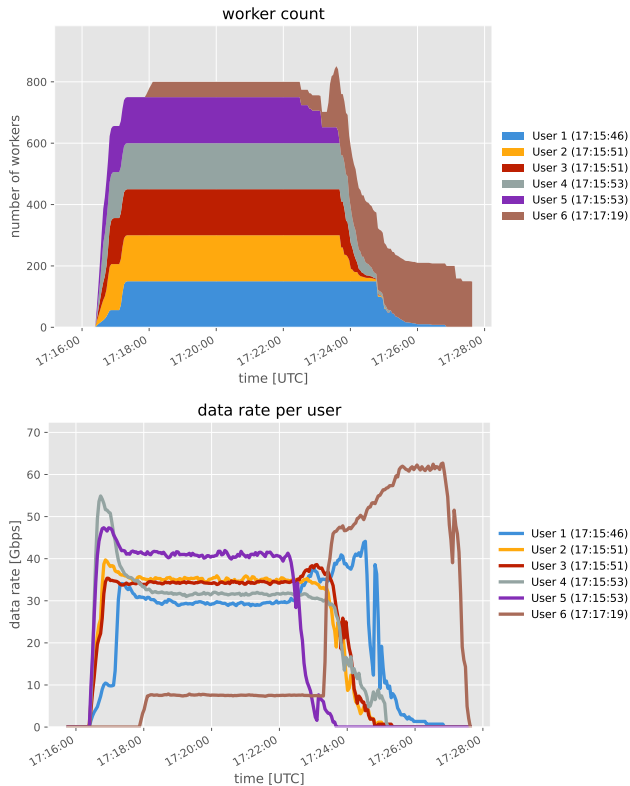 worker count
number of workers
800
600
400
200
0
17:16:00
17:18:00
17:20:00
17:22:00
17:24:00
17:26:00
17:28:00
time [UTC]
User 1 (17:15:46)
User 2 (17:15:51)
User 3 (17:15:51)
User 4 (17:15:53)
User 5 (17:15:53)
User 6 (17:17:19)
data rate per user
data rate [Gbps]
70
60
50
40
30
20
10
0
17:16:00
17:18:00
17:20:00
17:22:00
17:24:00
17:26:00
17:28:00
time [UTC]
User 1 (17:15:46)
User 2 (17:15:51)
User 3 (17:15:51)
User 4 (17:15:53)
User 5 (17:15:53)
User 6 (17:17:19)